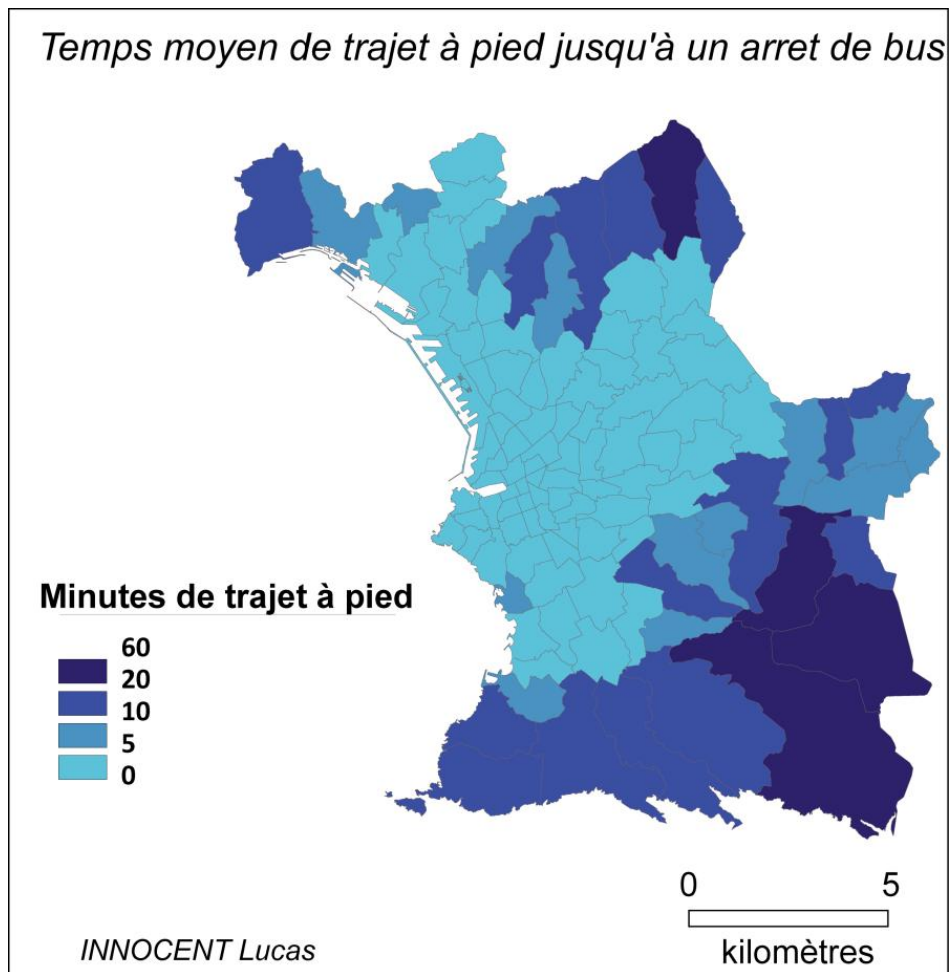 Temps moyen de trajet à pied jusqu'à un arret de bus
Minutes de trajet à pied
60
20
10
5
0
0 5
kilomètres
INNOCENT Lucas